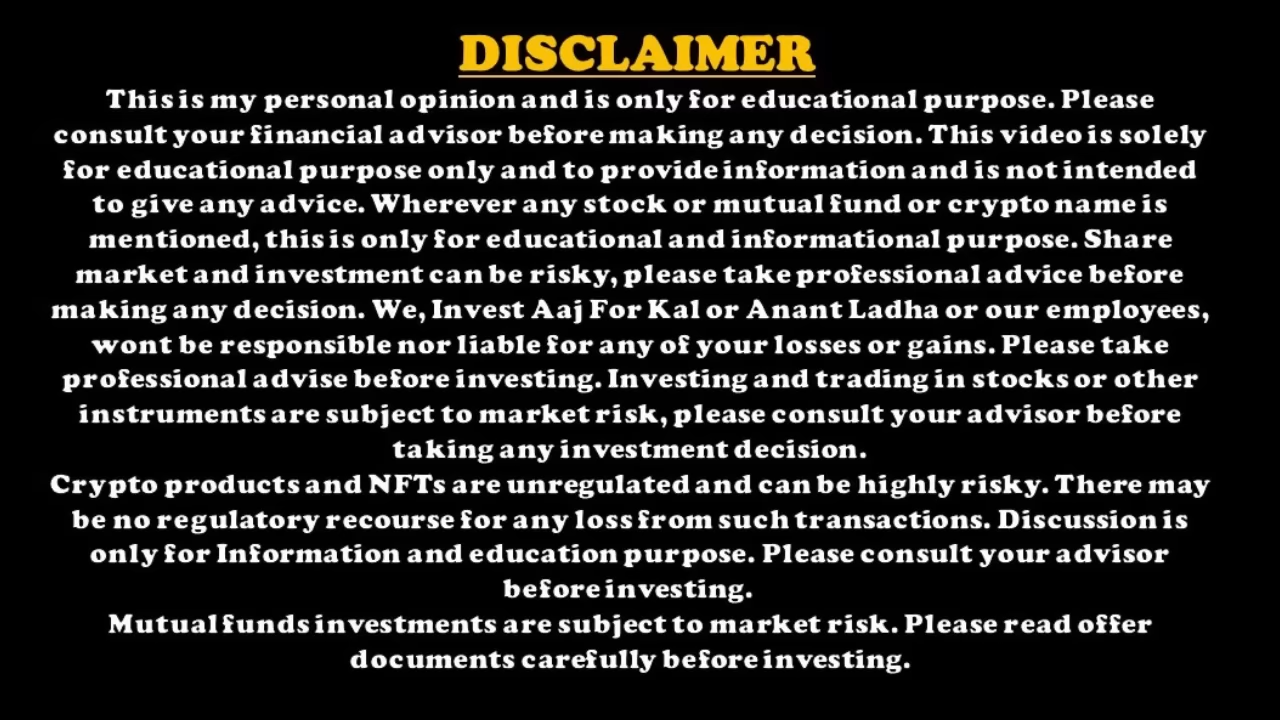 DISCLAIMER
This is my personal opinion and is only for educational purpose. Please
consult your financial advisor before making any decision. This video is solely
for educational purpose only and to provide information and is not intended
to give any advice. Wherever any stock or mutual fund or crypto name is
mentioned, this is only for educational and informational purpose. Share
market and investment can be risky, please take professional advice before
making any decision. We, Invest Aaj For Kal or Anant Ladha or our employees,
wont be responsible nor liable for any of your losses or gains. Please take
professional advise before investing. Investing and trading in stocks or other
instruments are subject to market risk, please consult your advisor before
taking any investment decision.
Crypto products and NFTs are unregulated and can be highly risky. There may
be no regulatory recourse for any loss from such transactions. Discussion is
only for Information and education purpose. Please consult your advisor
before investing.
Mutual funds investments are subject to market risk. Please read offer
documents carefully before investing.